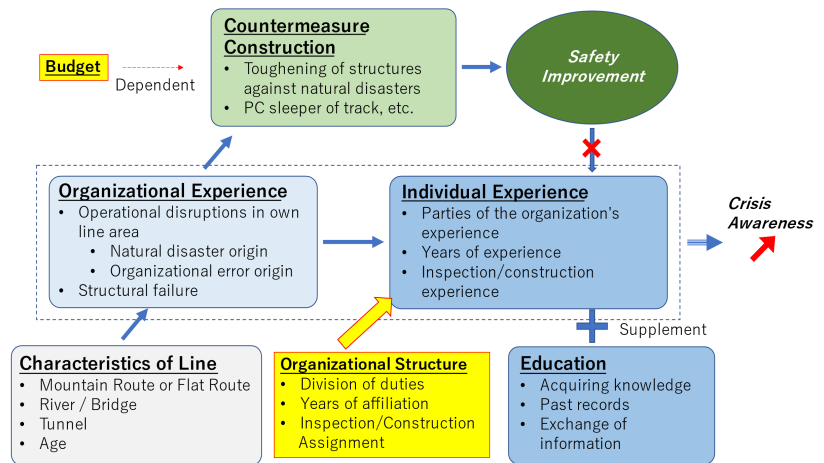 Countermeasure
Construction
• Toughening of structures
against natural disasters
• PC sleeper of track, etc.
Budget
Dependent
Safety
Improvement
Organizational Experience
• Operational disruptions in own
line area
• Natural disaster origin
• Organizational error origin
• Structural failure
Individual Experience
• Parties of the organization's
experience
• Years of experience
• Inspection/construction
experience
Crisis
Awareness
Supplement
Characteristics of Line
• Mountain Route or Flat Route
• River / Bridge
• Tunnel
• Age
Organizational Structure
• Division of duties
• Years of affiliation
• Inspection/Construction
Assignment
Education
• Acquiring knowledge
• Past records
• Exchange of
information